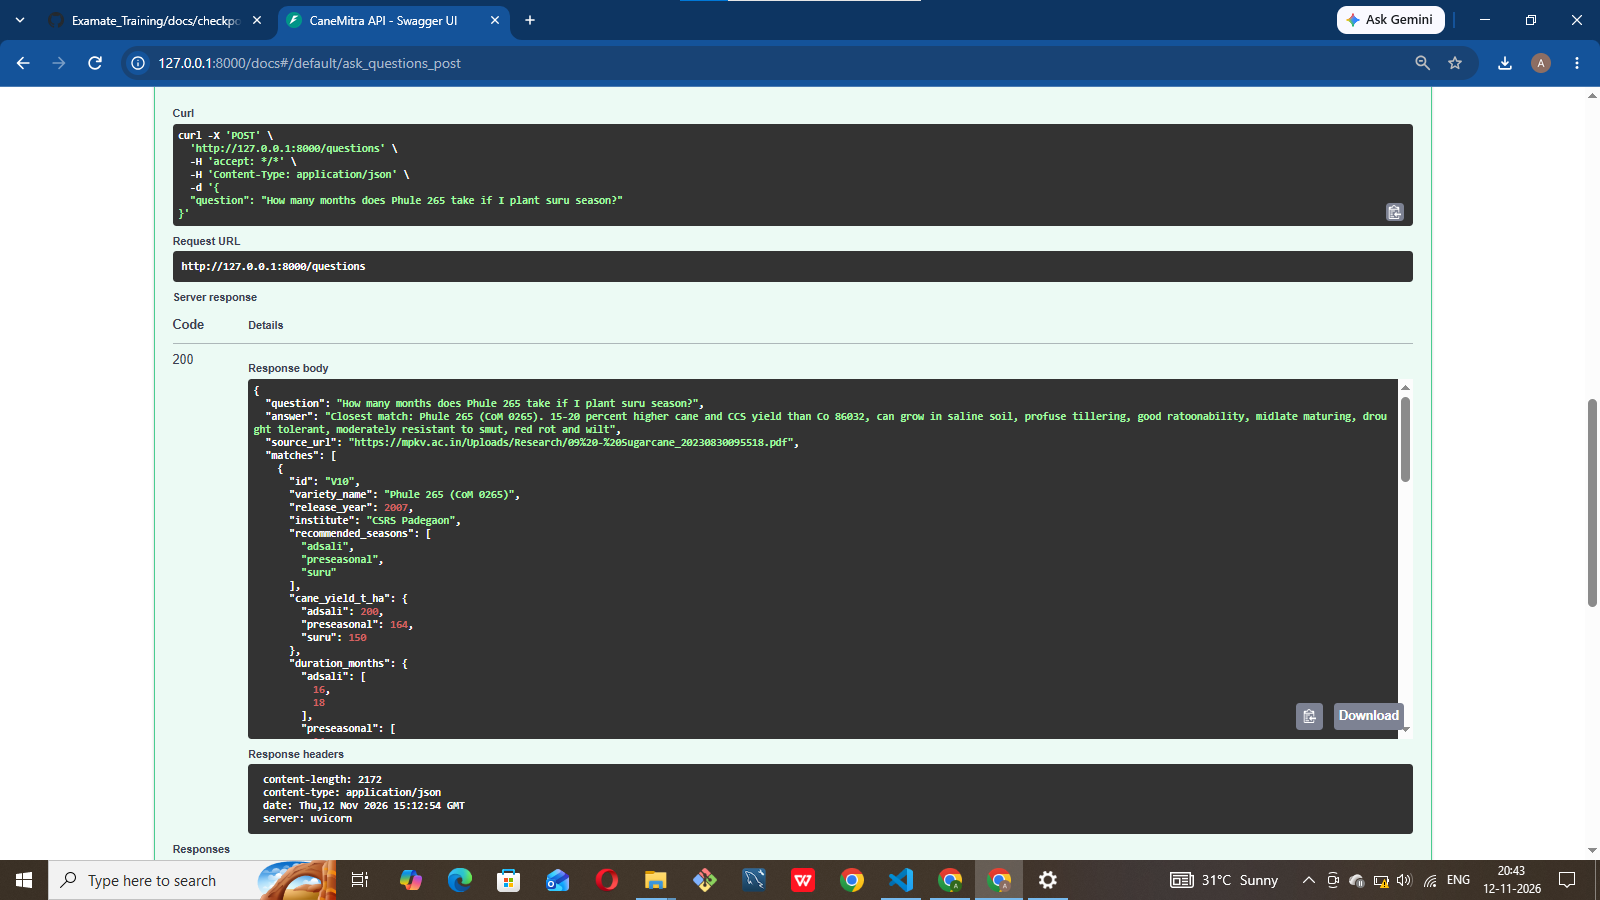 Examate_Training/docs/checkpo
CaneMitra API - Swagger UI
Ask Gemini
127.0.0.1:8000/docs#/default/ask_questions_post
A
Curl
curl -X 'POST' \
'http://127.0.0.1:8000/questions' \
-H 'accept: */*' \
-H 'Content-Type: application/json' \
-d '{
"question": "How many months does Phule 265 take if I plant suru season?"
}'
Request URL
http://127.0.0.1:8000/questions
Server response
Code Details
200
Response body
{
"question": "How many months does Phule 265 take if I plant suru season?",
"answer": "Closest match: Phule 265 (CoM 0265). 15-20 percent higher cane and CCS yield than Co 86032, can grow in saline soil, profuse tillering, good ratoonability, midlate maturing, drou
ght tolerant, moderately resistant to smut, red rot and wilt",
"source_url": "https://mpkv.ac.in/Uploads/Research/09%20-%20Sugarcane_20230830095518.pdf",
"matches": [
{
"id": "V10",
"variety_name": "Phule 265 (CoM 0265)",
"release_year": 2007,
"institute": "CSRS Padegaon",
"recommended_seasons": [
"adsali",
"preseasonal",
"suru"
],
"cane_yield_t_ha": {
"adsali": 200,
"preseasonal": 164,
"suru": 150
},
"duration_months": {
"adsali": [
16,
18
],
"preseasonal": [
Download
Response headers
content-length: 2172
content-type: application/json
date: Thu,12 Nov 2026 15:12:54 GMT
server: uvicorn
Responses
Type here to search
31°C Sunny
ENG
20:43
12-11-2026